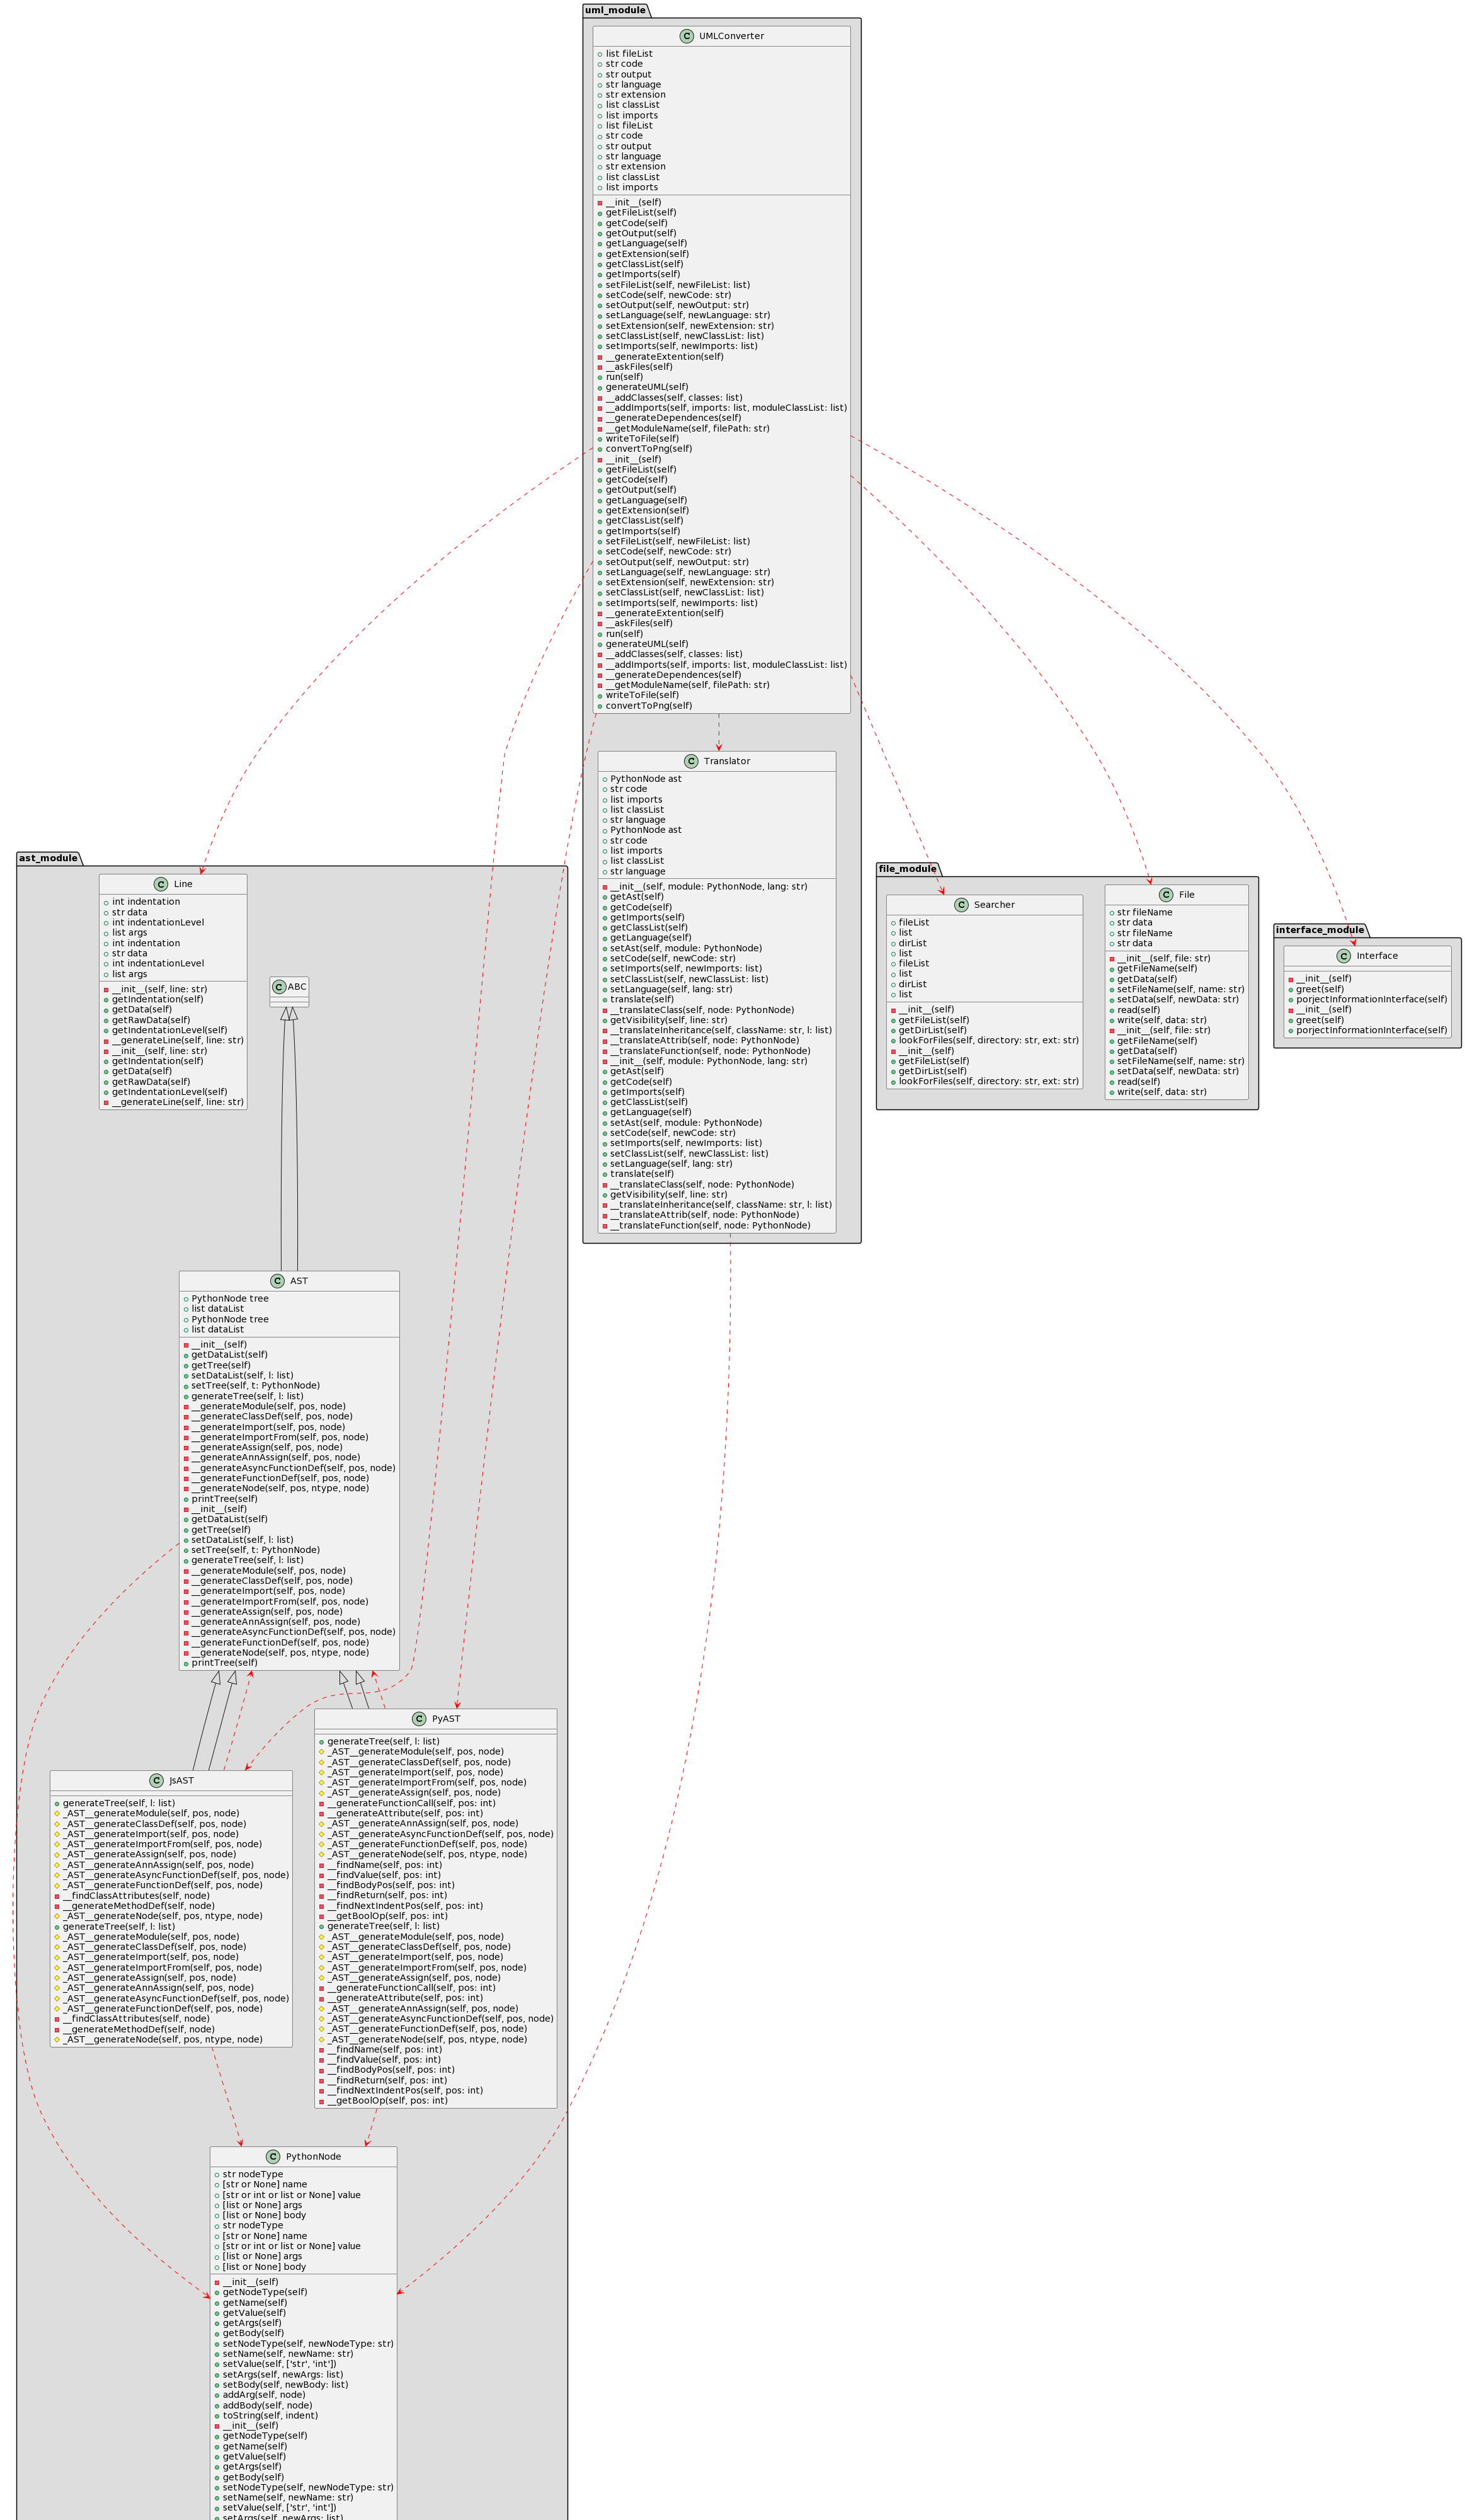 uml_module
UMLConverter
list fileList
str code
str output
str language
str extension
list classList
list imports
list fileList
str code
str output
str language
str extension
list classList
list imports
__init__(self)
getFileList(self)
getCode(self)
getOutput(self)
getLanguage(self)
getExtension(self)
getClassList(self)
getImports(self)
setFileList(self, newFileList: list)
setCode(self, newCode: str)
setOutput(self, newOutput: str)
setLanguage(self, newLanguage: str)
setExtension(self, newExtension: str)
setClassList(self, newClassList: list)
setImports(self, newImports: list)
__generateExtention(self)
__askFiles(self)
run(self)
generateUML(self)
__addClasses(self, classes: list)
__addImports(self, imports: list, moduleClassList: list)
__generateDependences(self)
__getModuleName(self, filePath: str)
writeToFile(self)
convertToPng(self)
__init__(self)
getFileList(self)
getCode(self)
getOutput(self)
getLanguage(self)
getExtension(self)
getClassList(self)
getImports(self)
setFileList(self, newFileList: list)
setCode(self, newCode: str)
setOutput(self, newOutput: str)
setLanguage(self, newLanguage: str)
setExtension(self, newExtension: str)
setClassList(self, newClassList: list)
setImports(self, newImports: list)
__generateExtention(self)
__askFiles(self)
run(self)
generateUML(self)
__addClasses(self, classes: list)
__addImports(self, imports: list, moduleClassList: list)
__generateDependences(self)
__getModuleName(self, filePath: str)
writeToFile(self)
convertToPng(self)
Translator
PythonNode ast
str code
list imports
list classList
str language
PythonNode ast
str code
list imports
list classList
str language
__init__(self, module: PythonNode, lang: str)
getAst(self)
getCode(self)
getImports(self)
getClassList(self)
getLanguage(self)
setAst(self, module: PythonNode)
setCode(self, newCode: str)
setImports(self, newImports: list)
setClassList(self, newClassList: list)
setLanguage(self, lang: str)
translate(self)
__translateClass(self, node: PythonNode)
getVisibility(self, line: str)
__translateInheritance(self, className: str, l: list)
__translateAttrib(self, node: PythonNode)
__translateFunction(self, node: PythonNode)
__init__(self, module: PythonNode, lang: str)
getAst(self)
getCode(self)
getImports(self)
getClassList(self)
getLanguage(self)
setAst(self, module: PythonNode)
setCode(self, newCode: str)
setImports(self, newImports: list)
setClassList(self, newClassList: list)
setLanguage(self, lang: str)
translate(self)
__translateClass(self, node: PythonNode)
getVisibility(self, line: str)
__translateInheritance(self, className: str, l: list)
__translateAttrib(self, node: PythonNode)
__translateFunction(self, node: PythonNode)
file_module
Searcher
fileList
list
dirList
list
fileList
list
dirList
list
__init__(self)
getFileList(self)
getDirList(self)
lookForFiles(self, directory: str, ext: str)
__init__(self)
getFileList(self)
getDirList(self)
lookForFiles(self, directory: str, ext: str)
File
str fileName
str data
str fileName
str data
__init__(self, file: str)
getFileName(self)
getData(self)
setFileName(self, name: str)
setData(self, newData: str)
read(self)
write(self, data: str)
__init__(self, file: str)
getFileName(self)
getData(self)
setFileName(self, name: str)
setData(self, newData: str)
read(self)
write(self, data: str)
interface_module
Interface
__init__(self)
greet(self)
porjectInformationInterface(self)
__init__(self)
greet(self)
porjectInformationInterface(self)
ast_module
Line
int indentation
str data
int indentationLevel
list args
int indentation
str data
int indentationLevel
list args
__init__(self, line: str)
getIndentation(self)
getData(self)
getRawData(self)
getIndentationLevel(self)
__generateLine(self, line: str)
__init__(self, line: str)
getIndentation(self)
getData(self)
getRawData(self)
getIndentationLevel(self)
__generateLine(self, line: str)
ABC
AST
PythonNode tree
list dataList
PythonNode tree
list dataList
__init__(self)
getDataList(self)
getTree(self)
setDataList(self, l: list)
setTree(self, t: PythonNode)
generateTree(self, l: list)
__generateModule(self, pos, node)
__generateClassDef(self, pos, node)
__generateImport(self, pos, node)
__generateImportFrom(self, pos, node)
__generateAssign(self, pos, node)
__generateAnnAssign(self, pos, node)
__generateAsyncFunctionDef(self, pos, node)
__generateFunctionDef(self, pos, node)
__generateNode(self, pos, ntype, node)
printTree(self)
__init__(self)
getDataList(self)
getTree(self)
setDataList(self, l: list)
setTree(self, t: PythonNode)
generateTree(self, l: list)
__generateModule(self, pos, node)
__generateClassDef(self, pos, node)
__generateImport(self, pos, node)
__generateImportFrom(self, pos, node)
__generateAssign(self, pos, node)
__generateAnnAssign(self, pos, node)
__generateAsyncFunctionDef(self, pos, node)
__generateFunctionDef(self, pos, node)
__generateNode(self, pos, ntype, node)
printTree(self)
JsAST
generateTree(self, l: list)
_AST__generateModule(self, pos, node)
_AST__generateClassDef(self, pos, node)
_AST__generateImport(self, pos, node)
_AST__generateImportFrom(self, pos, node)
_AST__generateAssign(self, pos, node)
_AST__generateAnnAssign(self, pos, node)
_AST__generateAsyncFunctionDef(self, pos, node)
_AST__generateFunctionDef(self, pos, node)
__findClassAttributes(self, node)
__generateMethodDef(self, node)
_AST__generateNode(self, pos, ntype, node)
generateTree(self, l: list)
_AST__generateModule(self, pos, node)
_AST__generateClassDef(self, pos, node)
_AST__generateImport(self, pos, node)
_AST__generateImportFrom(self, pos, node)
_AST__generateAssign(self, pos, node)
_AST__generateAnnAssign(self, pos, node)
_AST__generateAsyncFunctionDef(self, pos, node)
_AST__generateFunctionDef(self, pos, node)
__findClassAttributes(self, node)
__generateMethodDef(self, node)
_AST__generateNode(self, pos, ntype, node)
PyAST
generateTree(self, l: list)
_AST__generateModule(self, pos, node)
_AST__generateClassDef(self, pos, node)
_AST__generateImport(self, pos, node)
_AST__generateImportFrom(self, pos, node)
_AST__generateAssign(self, pos, node)
__generateFunctionCall(self, pos: int)
__generateAttribute(self, pos: int)
_AST__generateAnnAssign(self, pos, node)
_AST__generateAsyncFunctionDef(self, pos, node)
_AST__generateFunctionDef(self, pos, node)
_AST__generateNode(self, pos, ntype, node)
__findName(self, pos: int)
__findValue(self, pos: int)
__findBodyPos(self, pos: int)
__findReturn(self, pos: int)
__findNextIndentPos(self, pos: int)
__getBoolOp(self, pos: int)
generateTree(self, l: list)
_AST__generateModule(self, pos, node)
_AST__generateClassDef(self, pos, node)
_AST__generateImport(self, pos, node)
_AST__generateImportFrom(self, pos, node)
_AST__generateAssign(self, pos, node)
__generateFunctionCall(self, pos: int)
__generateAttribute(self, pos: int)
_AST__generateAnnAssign(self, pos, node)
_AST__generateAsyncFunctionDef(self, pos, node)
_AST__generateFunctionDef(self, pos, node)
_AST__generateNode(self, pos, ntype, node)
__findName(self, pos: int)
__findValue(self, pos: int)
__findBodyPos(self, pos: int)
__findReturn(self, pos: int)
__findNextIndentPos(self, pos: int)
__getBoolOp(self, pos: int)
PythonNode
str nodeType
[str or None] name
[str or int or list or None] value
[list or None] args
[list or None] body
str nodeType
[str or None] name
[str or int or list or None] value
[list or None] args
[list or None] body
__init__(self)
getNodeType(self)
getName(self)
getValue(self)
getArgs(self)
getBody(self)
setNodeType(self, newNodeType: str)
setName(self, newName: str)
setValue(self, ['str', 'int'])
setArgs(self, newArgs: list)
setBody(self, newBody: list)
addArg(self, node)
addBody(self, node)
toString(self, indent)
__init__(self)
getNodeType(self)
getName(self)
getValue(self)
getArgs(self)
getBody(self)
setNodeType(self, newNodeType: str)
setName(self, newName: str)
setValue(self, ['str', 'int'])
setArgs(self, newArgs: list)